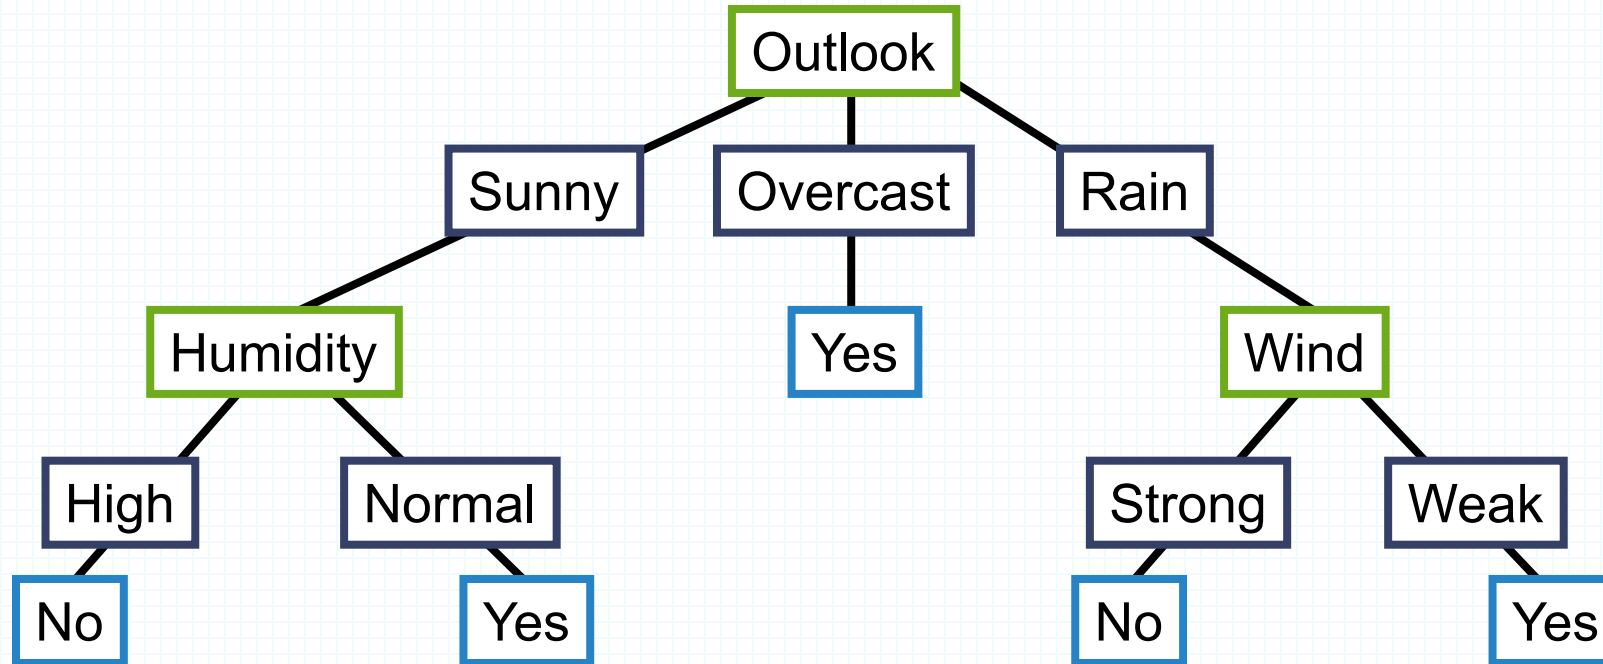 Outlook
Sunny Overcast Rain
Humidity Yes Wind
High Normal Strong Weak
No Yes No Yes